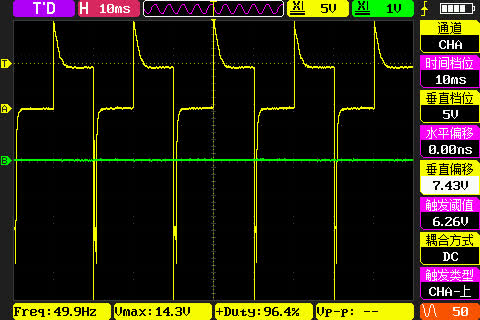 T'D H 10ms X1 5V X1 1V
通道
CHA
时间档位
10ms
垂直档位
5V
水平偏移
0.00ns
垂直偏移
7.43V
触发阈值
6.26V
耦合方式
DC
触发类型
CHA-上
50
T
A
B
Freq:49.9Hz Vmax:14.3V +Duty:96.4% Vp-p: --